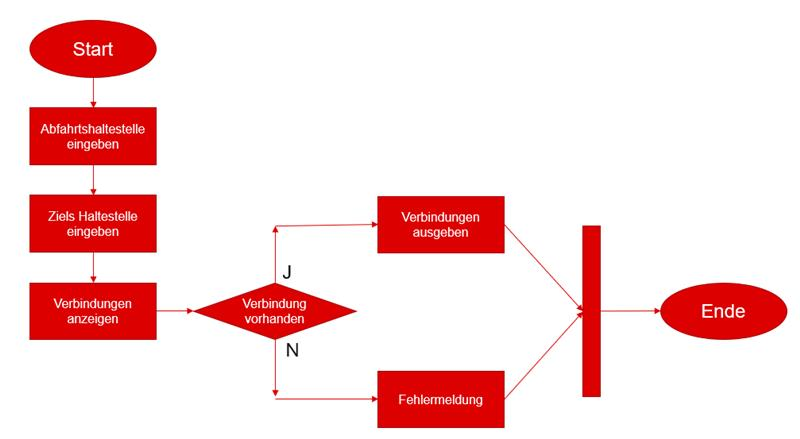 Start
Abfahrtshaltestelle
eingeben
Ziels Haltestelle
eingeben
Verbindungen
anzeigen
Verbindung
vorhanden
J
N
Verbindungen
ausgeben
Fehlermeldung
Ende